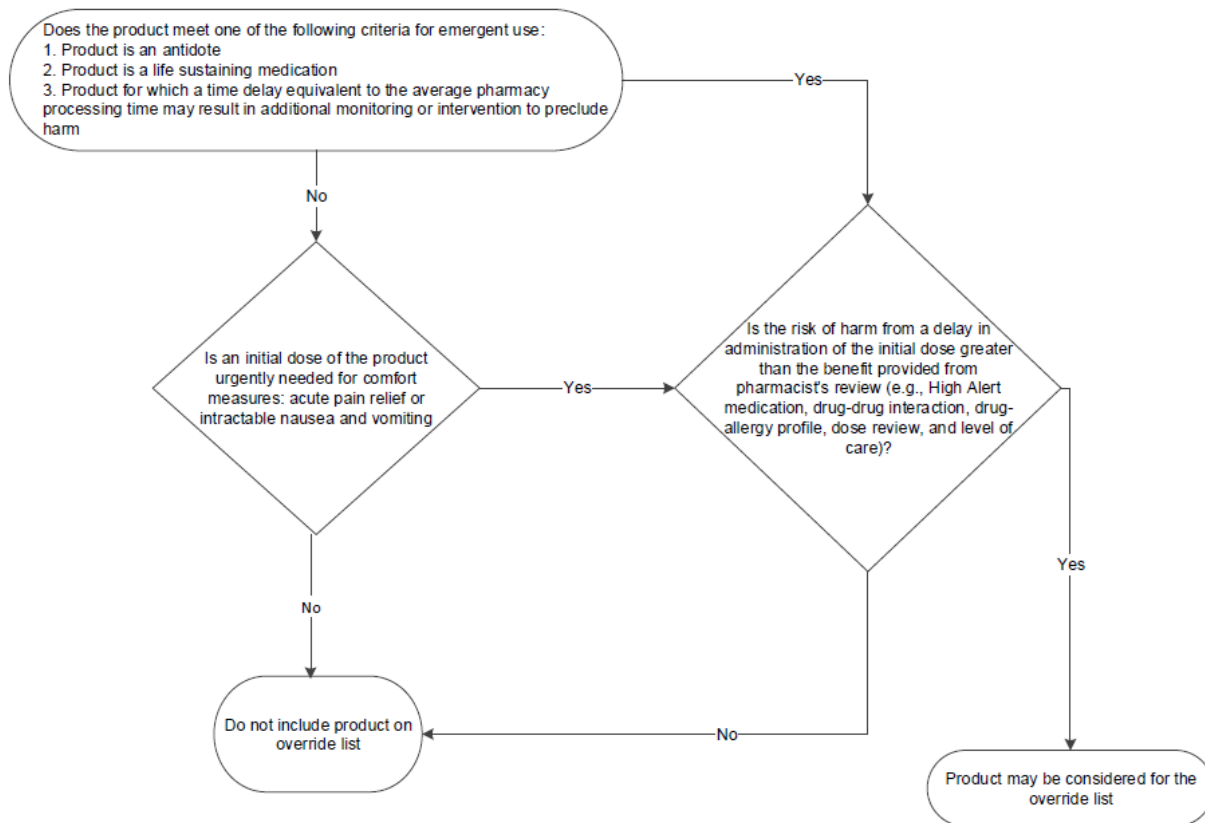 Does the product meet one of the following criteria for emergent use:
1. Product is an antidote
2. Product is a life sustaining medication
3. Product for which a time delay equivalent to the average pharmacy
processing time may result in additional monitoring or intervention to preclude
harm
Yes
No
Is an initial dose of the product
urgently needed for comfort
measures: acute pain relief or
intractable nausea and vomiting
Yes
Is the risk of harm from a delay in
administration of the initial dose greater
than the benefit provided from
pharmacist's review (e.g., High Alert
medication, drug-drug interaction, drug-
allergy profile, dose review, and level of
care)?
No
Yes
Do not include product on
override list
No
Product may be considered for the
override list